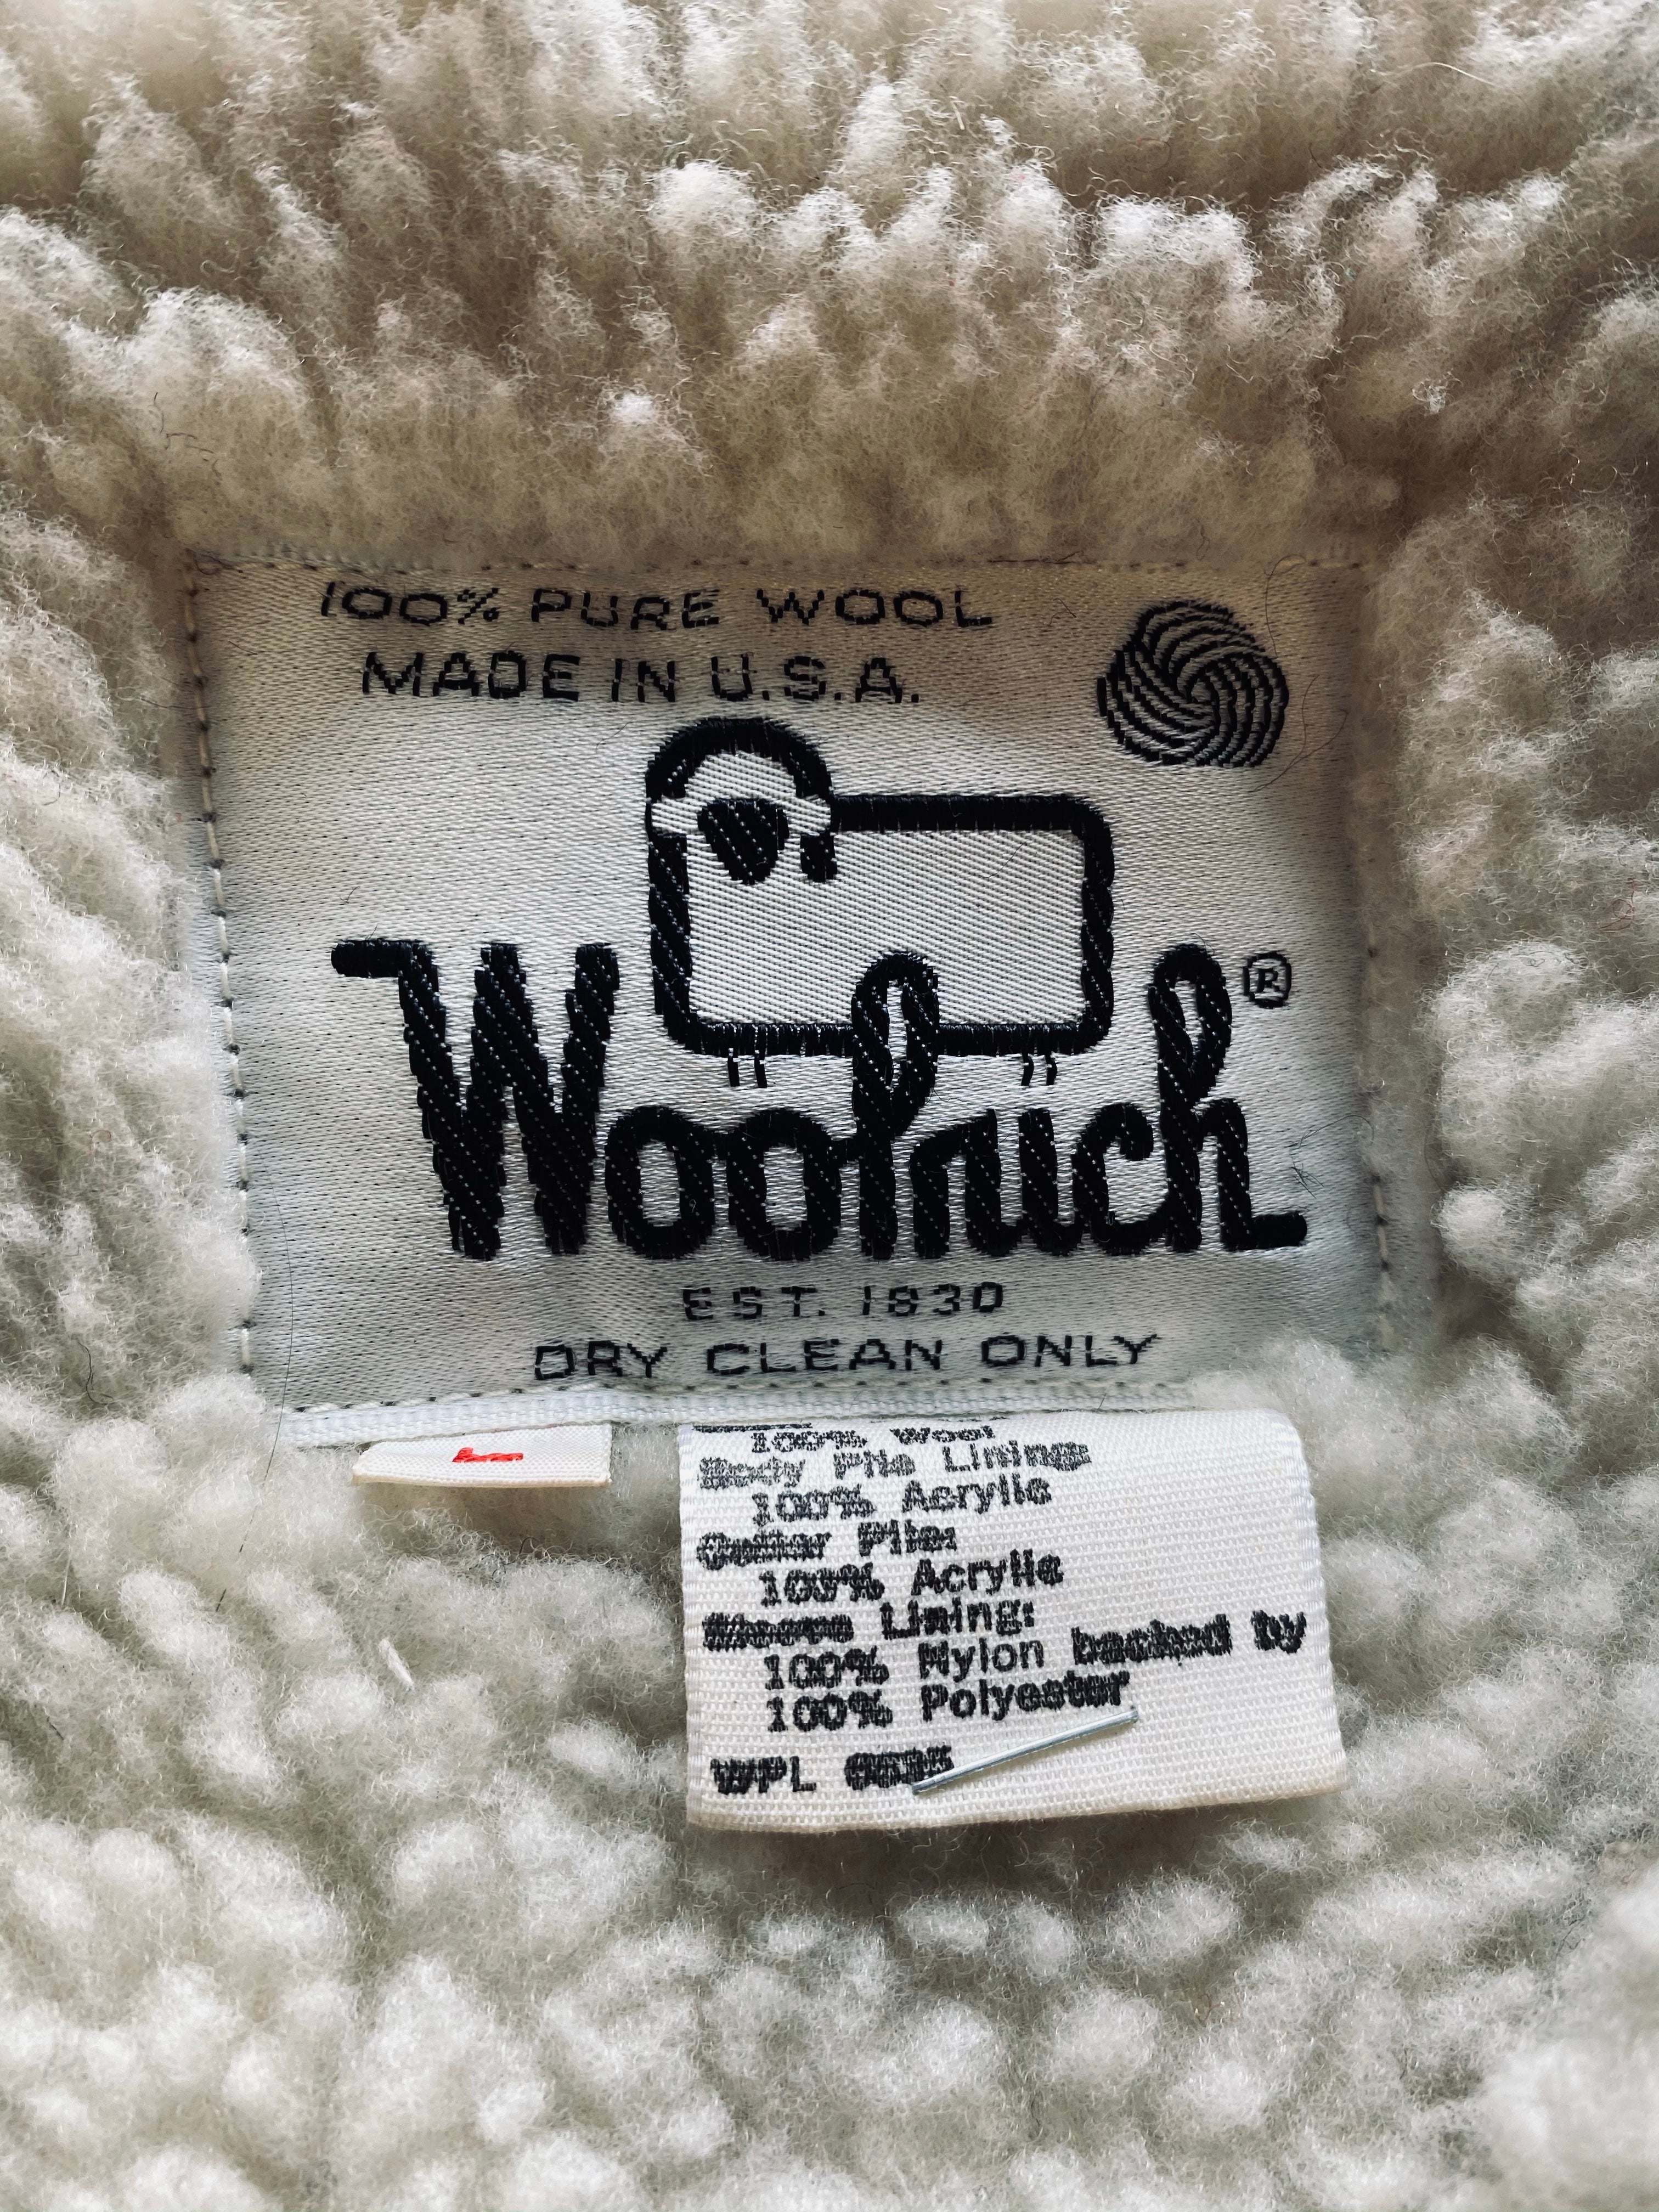 100% PURE WOOL
MADE IN U.S.A.
Woolrich®
EST. 1830
DRY CLEAN ONLY
100% Wool
Body Pile Lining:
100% Acrylic
Collar Pile:
100% Acrylic
Sleeve Lining:
100% Nylon backed by
100% Polyester
WPL